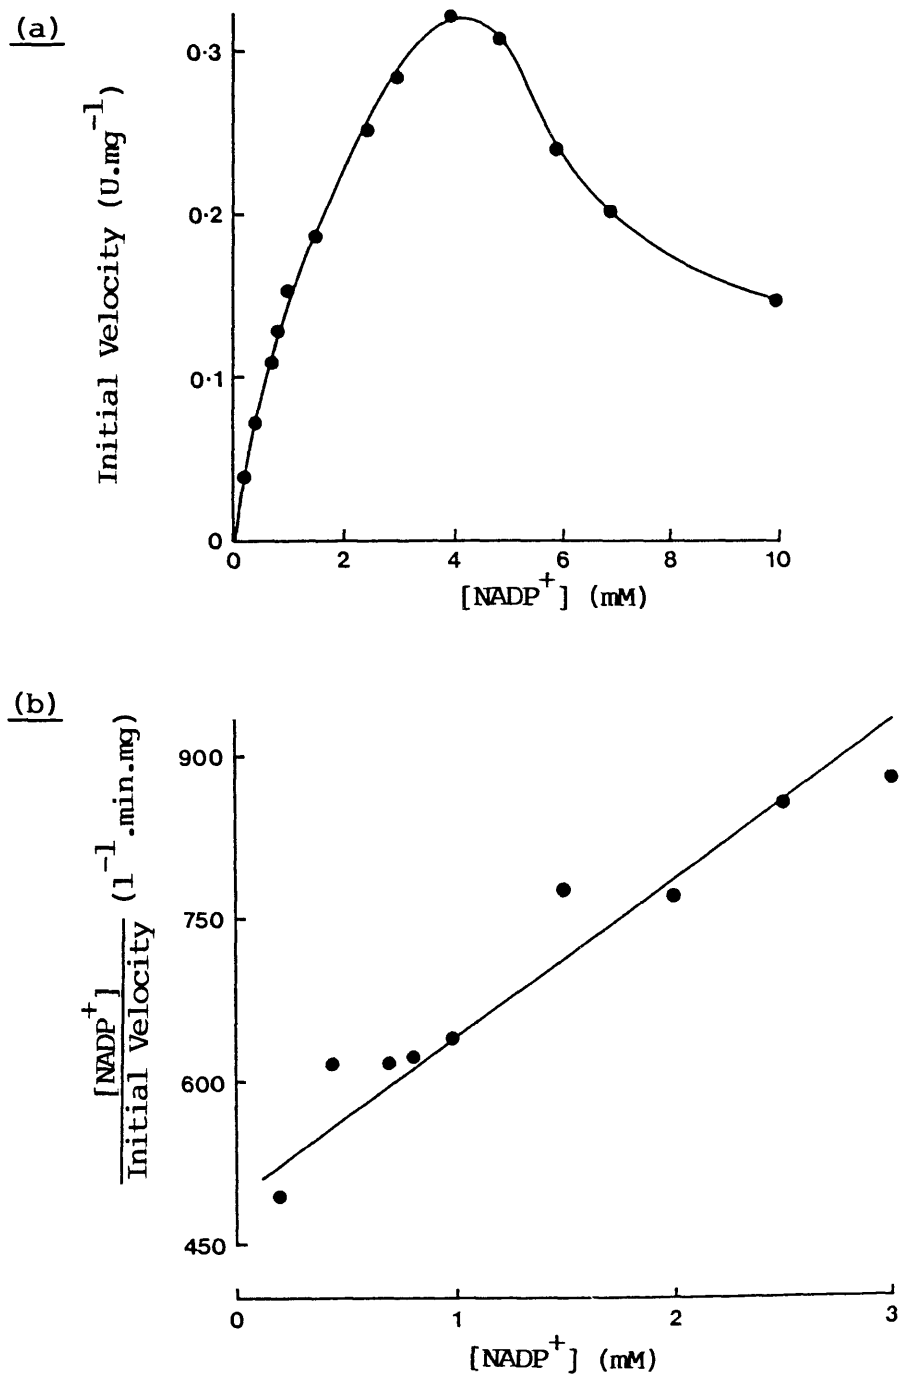 (a)
Initial Velocity (U.mg⁻¹)
0·3
0·2
0·1
0
0 2 4 6 8 10
[NADP⁺] (mM)
(b)
[NADP⁺]
Initial Velocity (l⁻¹.min.mg)
900
750
600
450
0 1 2 3
[NADP⁺] (mM)